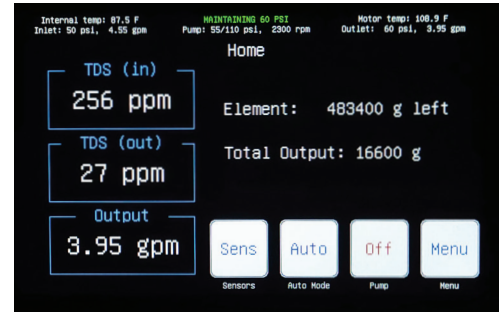 Internal temp: 87.5 F MAINTAINING 60 PSI Motor temp: 108.9 F
Inlet: 50 psi, 4.55 gpm Pump: 55/110 psi, 2300 rpm Outlet: 60 psi, 3.95 gpm
Home
TDS (in)
256 ppm
Element: 483400 g left
TDS (out)
27 ppm
Total Output: 16600 g
Output
3.95 gpm
Sens Auto Off Menu
Sensors Auto Mode Pump Menu